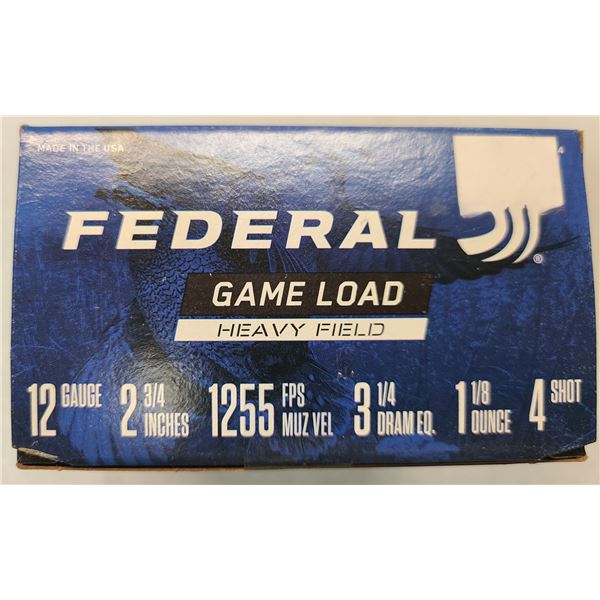 MADE IN THE USA
4
FEDERAL ®
GAME LOAD
HEAVY FIELD
12 GAUGE 2 3/4 INCHES 1255 FPS MUZ VEL 3 1/4 DRAM EQ. 1 1/8 OUNCE 4 SHOT